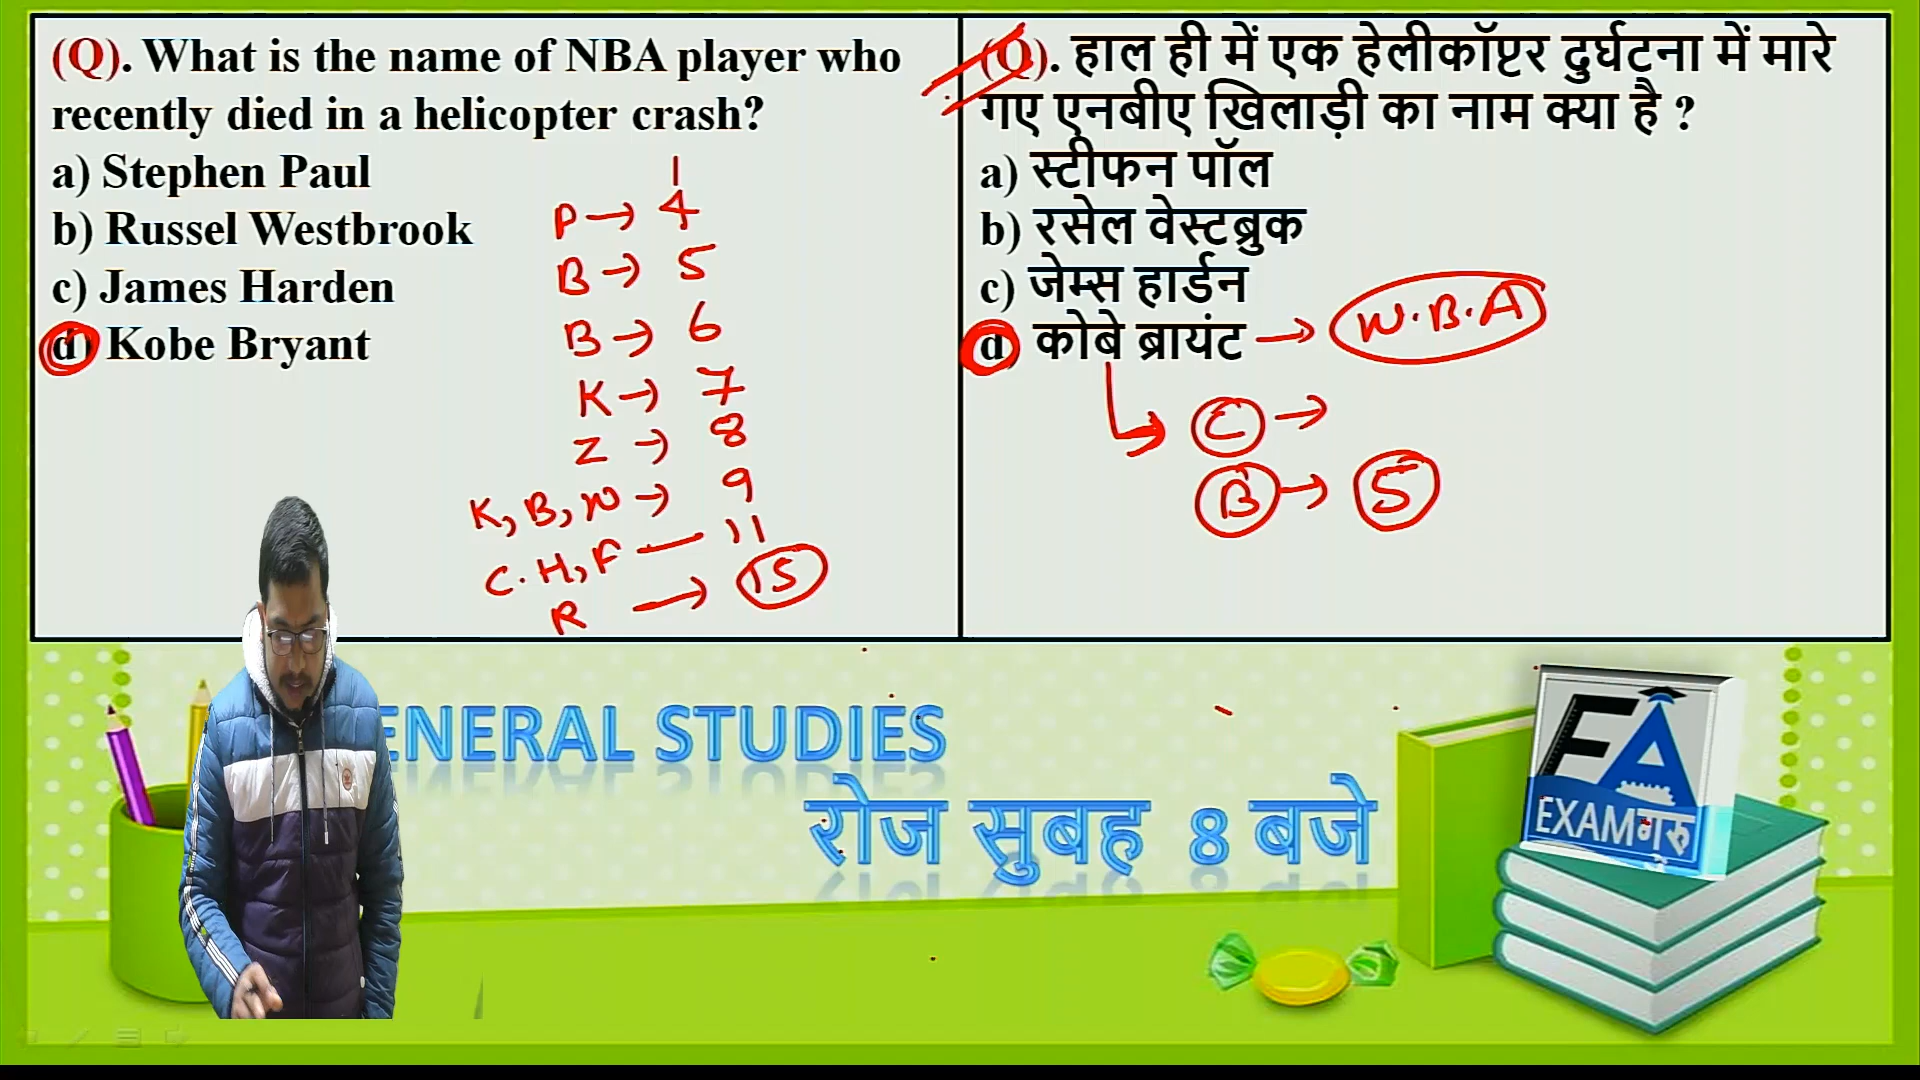 (Q). What is the name of NBA player who
recently died in a helicopter crash?
a) Stephen Paul
b) Russel Westbrook
c) James Harden
d) Kobe Bryant
1
P → 4
B → 5
B → 6
K → 7
Z → 8
K, B, W → 9
C. H, F — 11
R → 15
(Q). हाल ही में एक हेलीकॉप्टर दुर्घटना में मारे
गए एनबीए खिलाड़ी का नाम क्या है ?
a) स्टीफन पॉल
b) रसेल वेस्टब्रुक
c) जेम्स हार्डन
d) कोबे ब्रायंट → W.B.A
C →
B → 5
ENERAL STUDIES
रोज सुबह 8 बजे
FA
EXAMगुरु